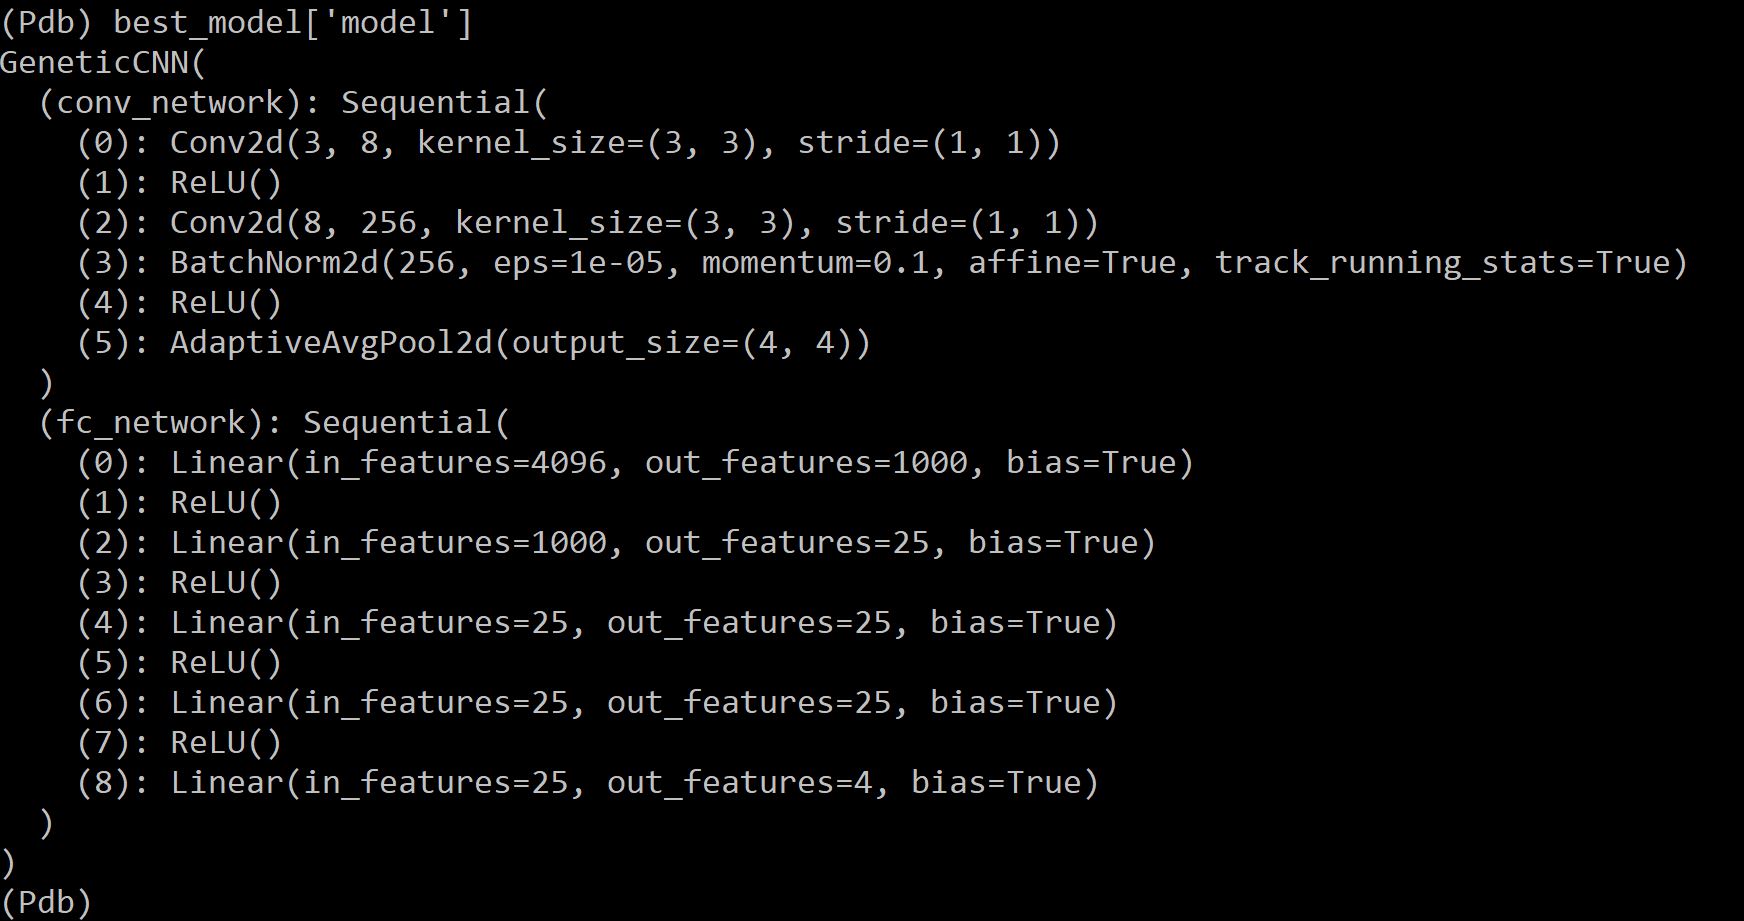 (Pdb) best_model['model']
GeneticCNN(
  (conv_network): Sequential(
    (0): Conv2d(3, 8, kernel_size=(3, 3), stride=(1, 1))
    (1): ReLU()
    (2): Conv2d(8, 256, kernel_size=(3, 3), stride=(1, 1))
    (3): BatchNorm2d(256, eps=1e-05, momentum=0.1, affine=True, track_running_stats=True)
    (4): ReLU()
    (5): AdaptiveAvgPool2d(output_size=(4, 4))
  )
  (fc_network): Sequential(
    (0): Linear(in_features=4096, out_features=1000, bias=True)
    (1): ReLU()
    (2): Linear(in_features=1000, out_features=25, bias=True)
    (3): ReLU()
    (4): Linear(in_features=25, out_features=25, bias=True)
    (5): ReLU()
    (6): Linear(in_features=25, out_features=25, bias=True)
    (7): ReLU()
    (8): Linear(in_features=25, out_features=4, bias=True)
  )
)
(Pdb)